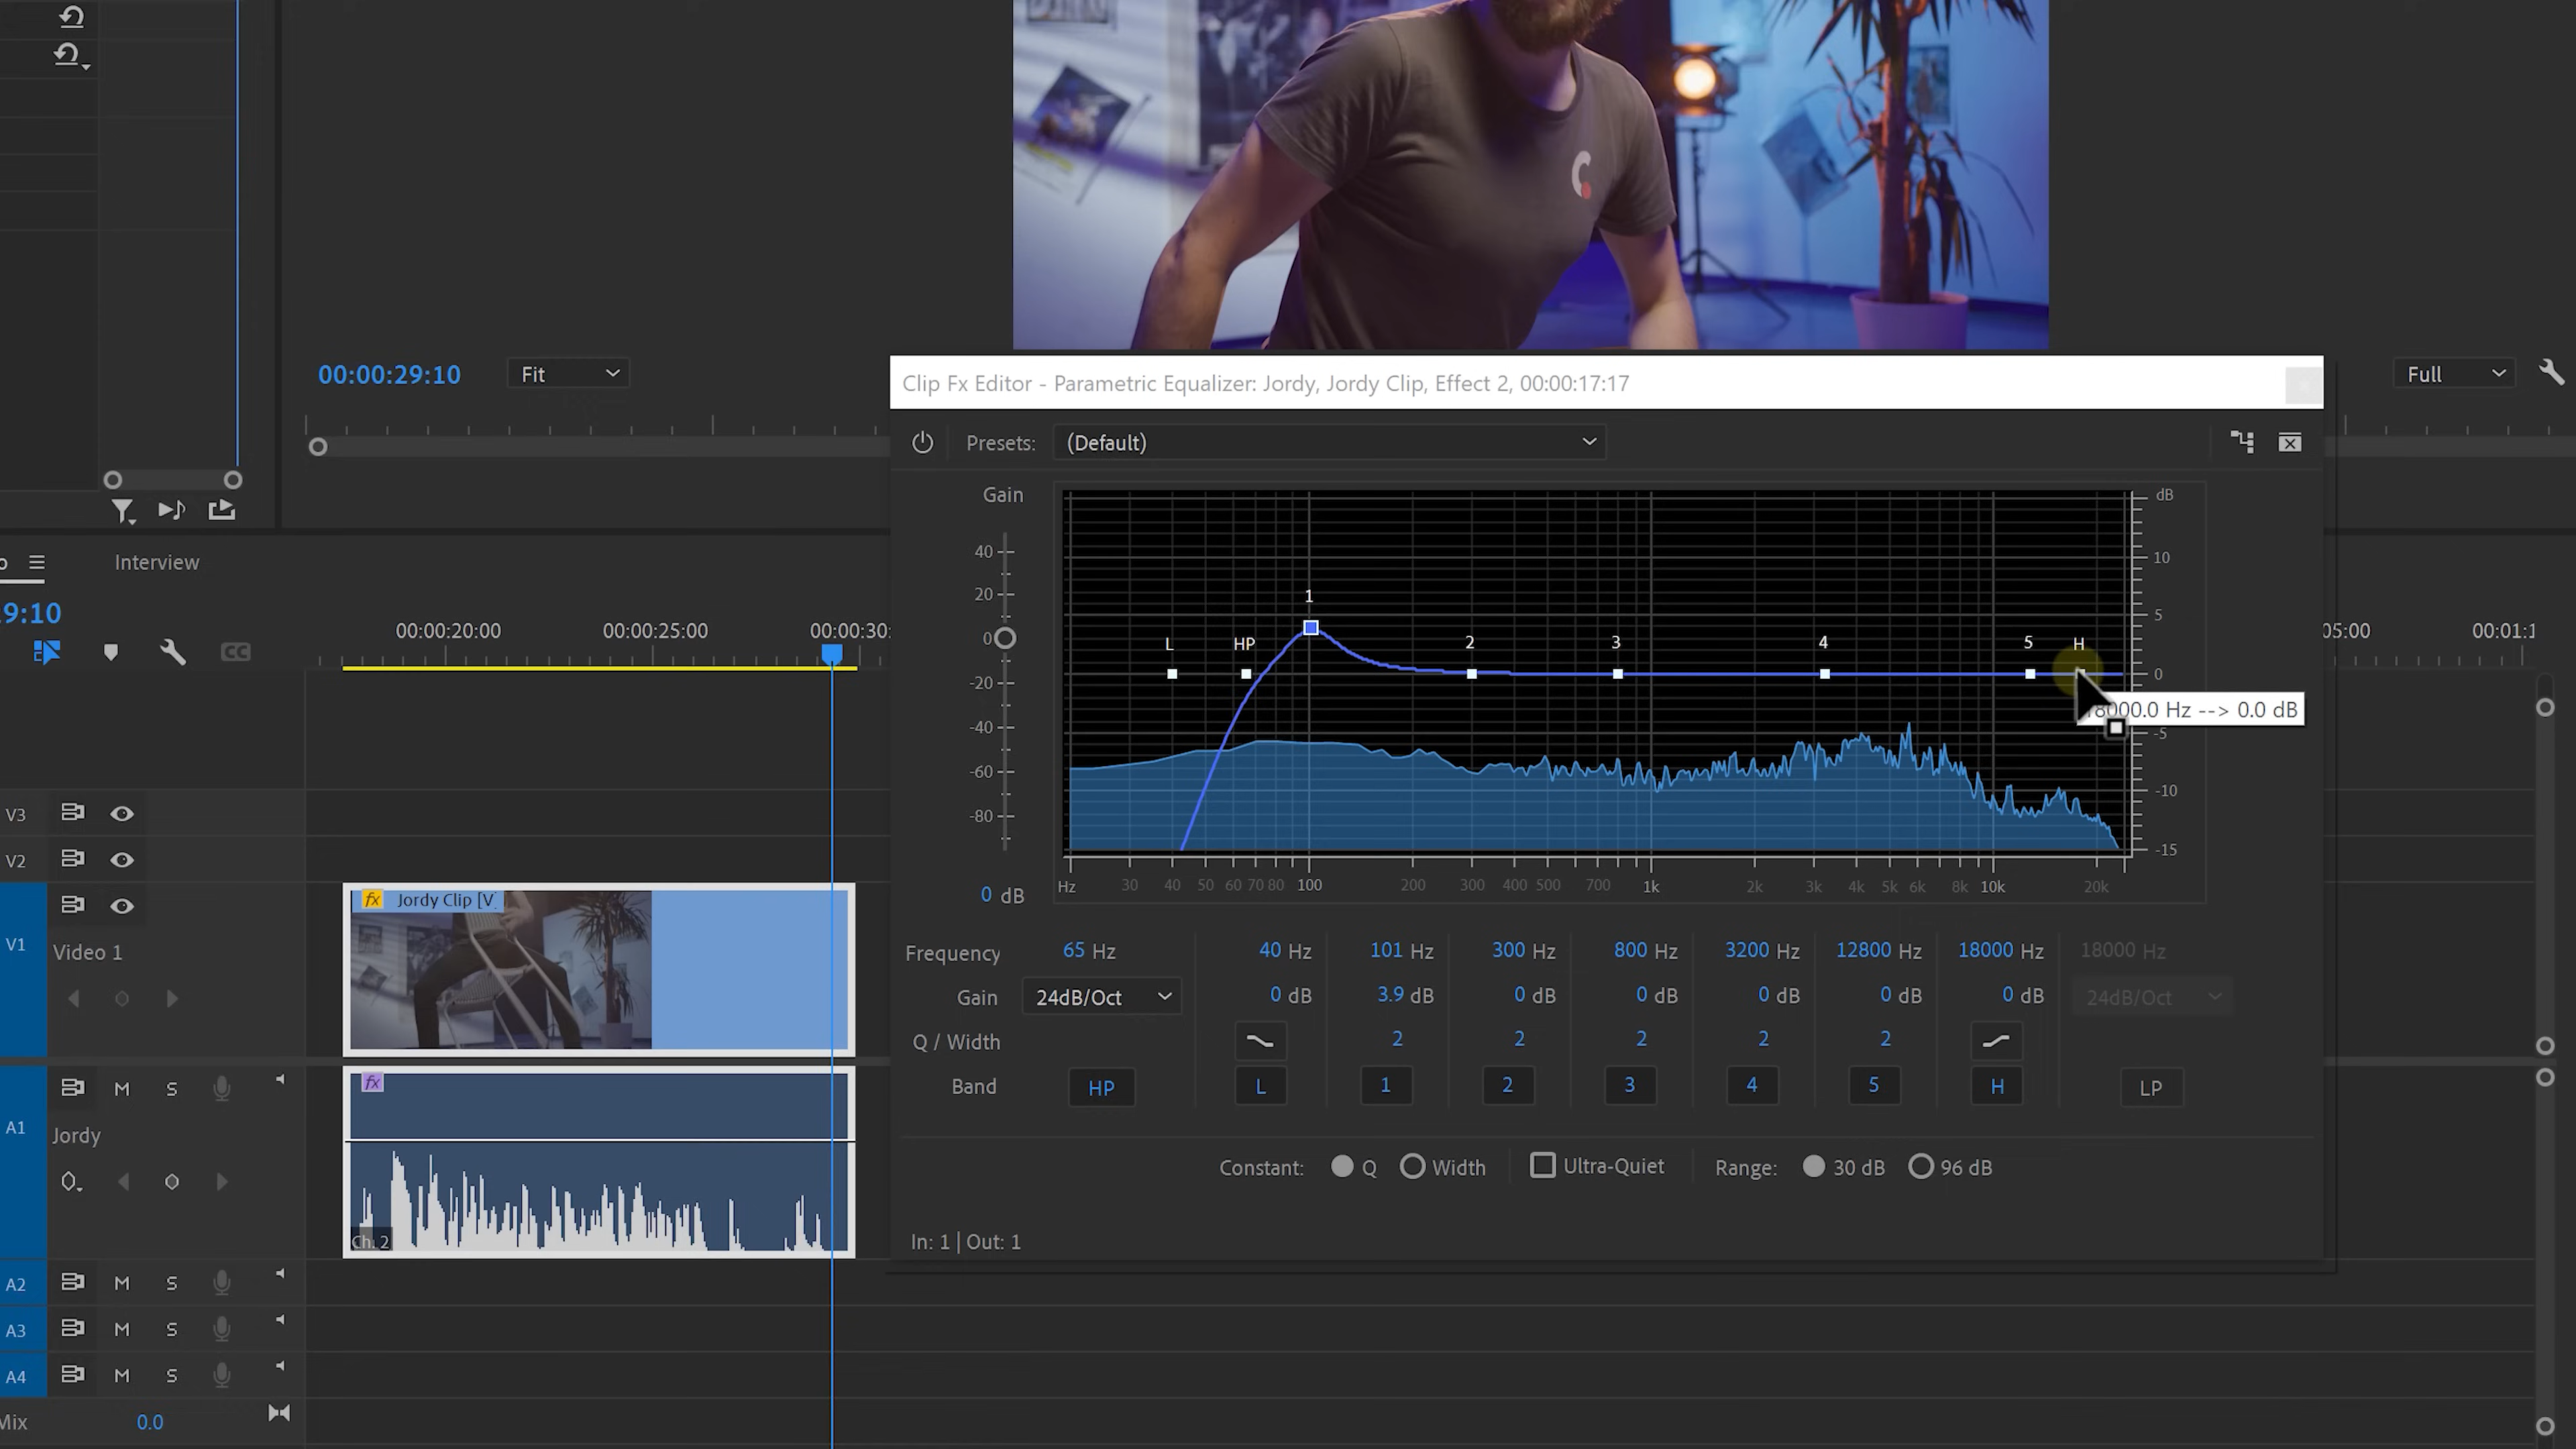 00:00:29:10
Fit
Full
Clip Fx Editor - Parametric Equalizer: Jordy, Jordy Clip, Effect 2, 00:00:17:17
Presets: (Default)
Gain
dB
40
20
0
-20
-40
-60
-80
0 dB
10
5
0
-5
-10
-15
L HP 1 2 3 4 5 H
0.0 Hz --> 0.0 dB
Hz 30 40 50 60 70 80 100 200 300 400 500 700 1k 2k 3k 4k 5k 6k 8k 10k 20k
Frequency 65 Hz 40 Hz 101 Hz 300 Hz 800 Hz 3200 Hz 12800 Hz 18000 Hz 18000 Hz
Gain 24dB/Oct 0 dB 3.9 dB 0 dB 0 dB 0 dB 0 dB 0 dB 24dB/Oct
Q / Width 2 2 2 2 2
Band HP L 1 2 3 4 5 H LP
Constant: Q Width Ultra-Quiet Range: 30 dB 96 dB
In: 1 | Out: 1
Interview
9:10
CC
00:00:20:00 00:00:25:00 00:00:30: 05:00 00:01:1
V3
V2
V1
Video 1
fx Jordy Clip [V
A1 M S
Jordy
fx
Ch. 2
A2 M S
A3 M S
A4 M S
Mix 0.0